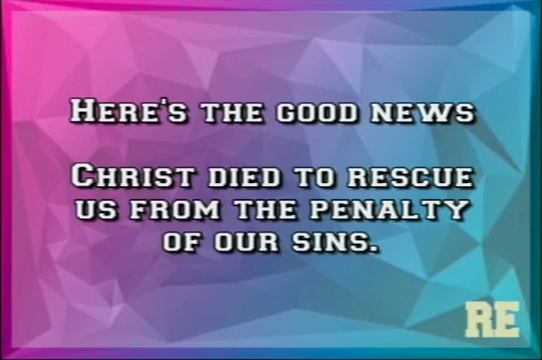 Here's the good news
Christ died to rescue
us from the penalty
of our sins.
RE